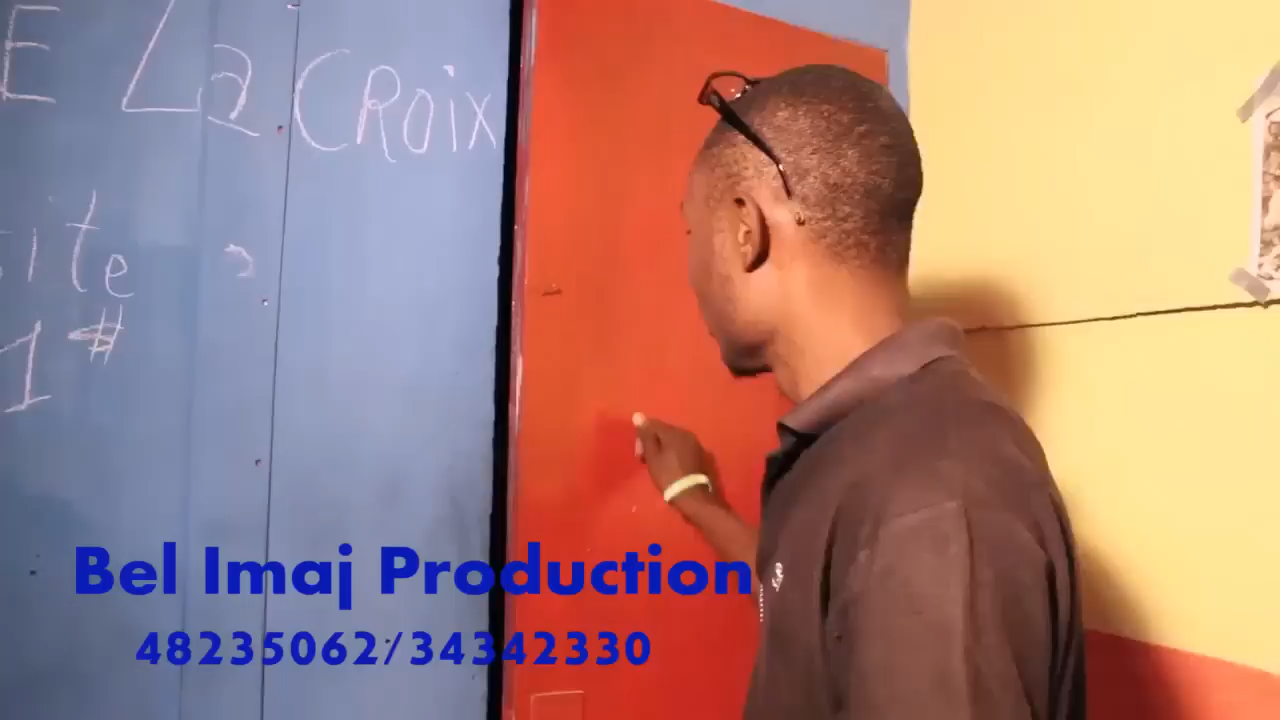 E La CRoix
ite
1#
Bel Imaj Production
48235062/34342330